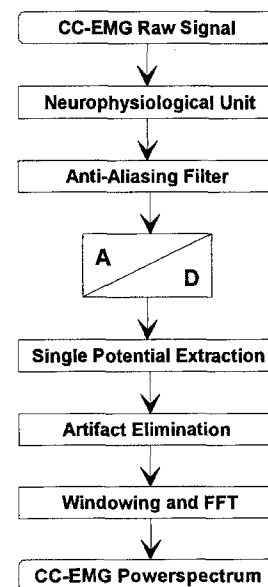 CC-EMG Raw Signal
Neurophysiological Unit
Anti-Aliasing Filter
A
D
Single Potential Extraction
Artifact Elimination
Windowing and FFT
CC-EMG Powerspectrum